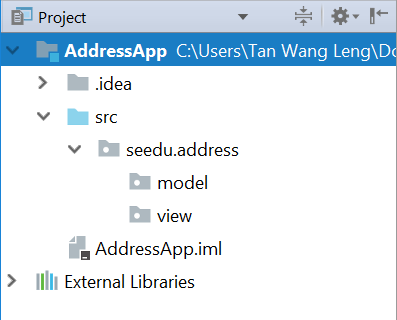 Project
AddressApp C:\Users\Tan Wang Leng\Do
.idea
src
seedu.address
model
view
AddressApp.iml
External Libraries